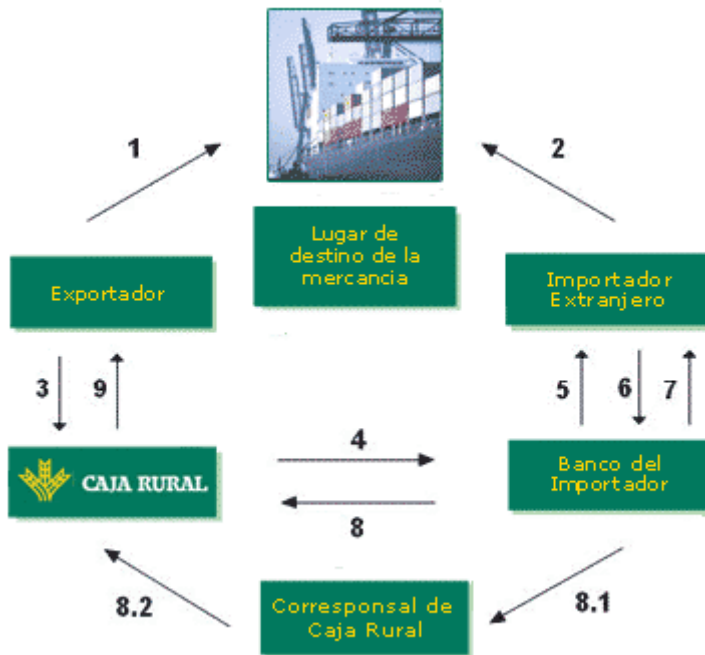 1
2
Lugar de
destino de la
mercancia
Exportador
Importador
Extranjero
3
9
5
6
7
4
CAJA RURAL
Banco del
Importador
8
8.2
Corresponsal de
Caja Rural
8.1